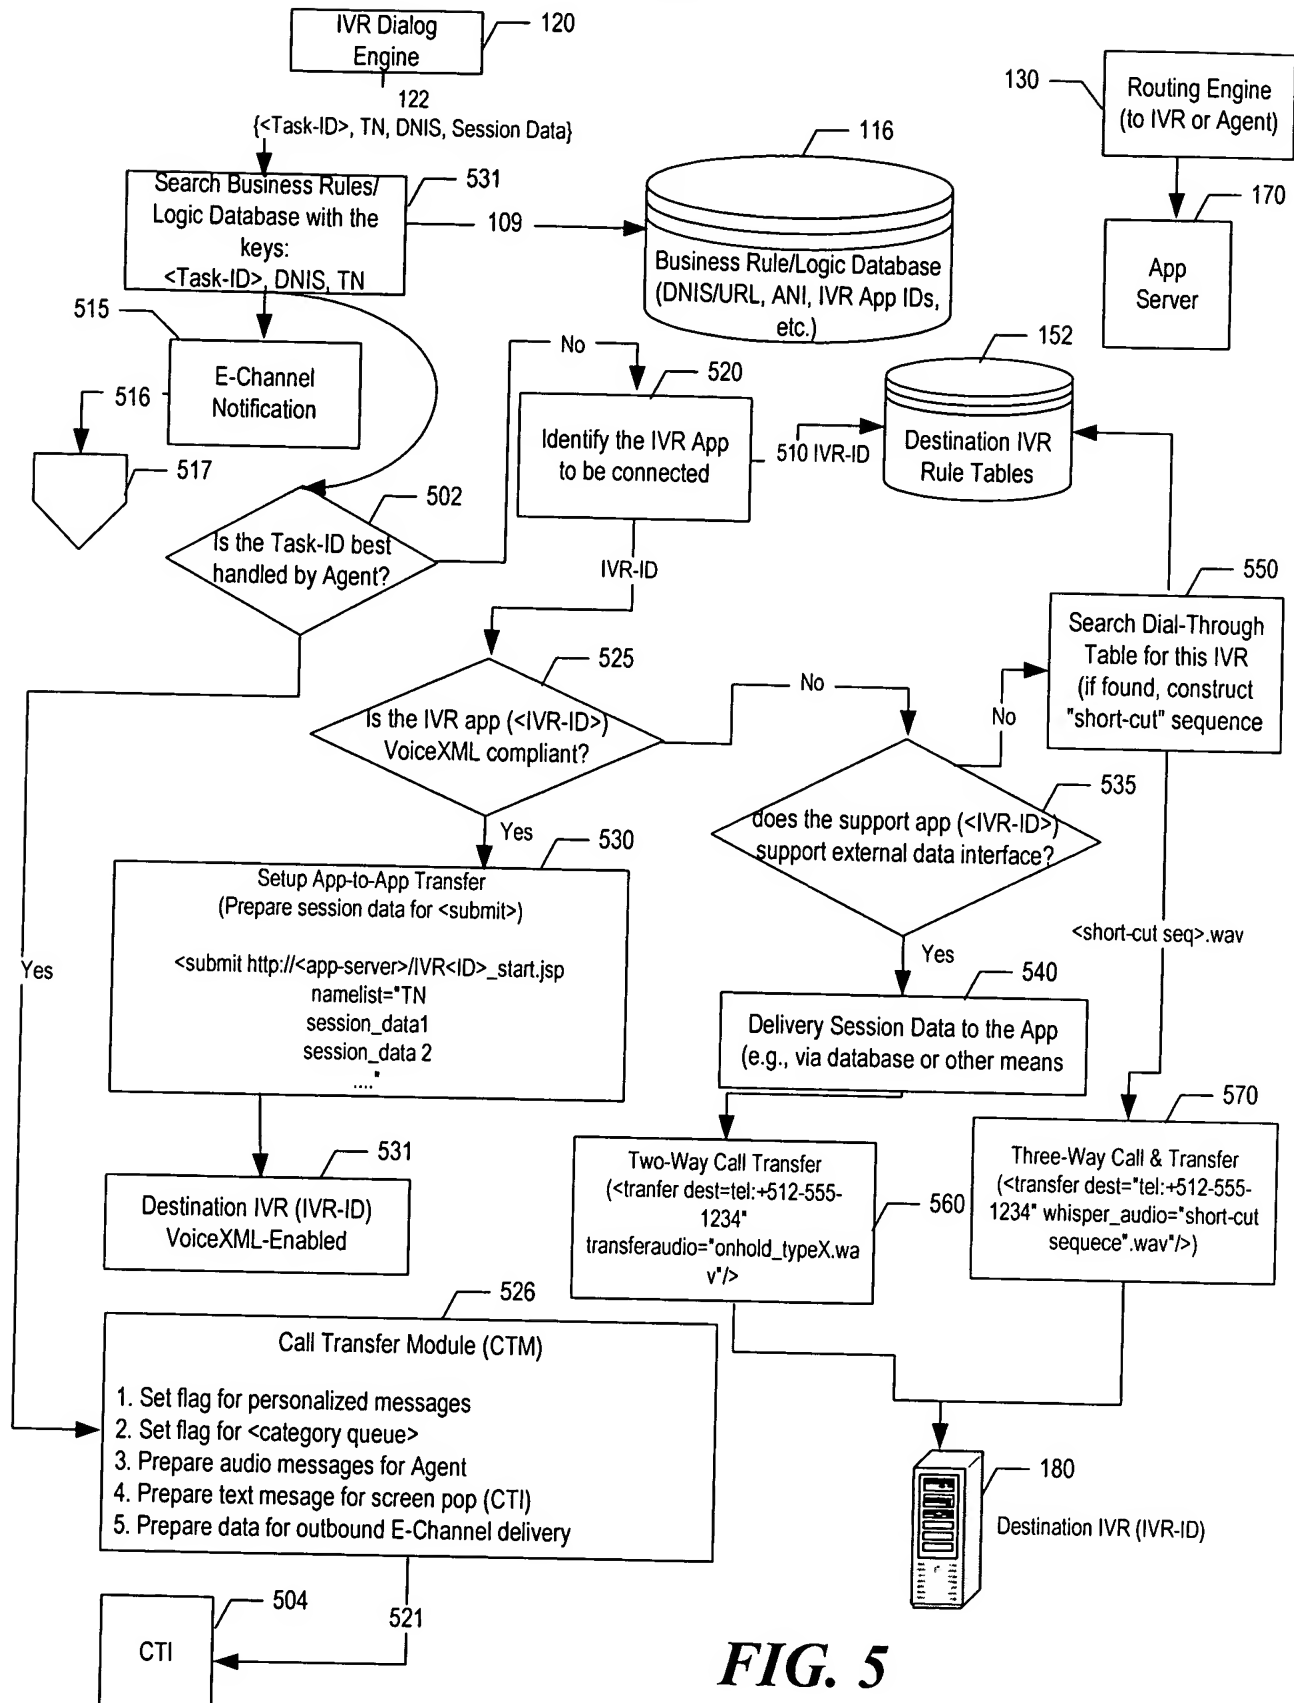 IVR Dialog
Engine
120
122
{<Task-ID>, TN, DNIS, Session Data}
130
Routing Engine
(to IVR or Agent)
170
App
Server
Search Business Rules/
Logic Database with the
keys:
<Task-ID>, DNIS, TN
531
109
116
Business Rule/Logic Database
(DNIS/URL, ANI, IVR App IDs,
etc.)
515
E-Channel
Notification
516
517
No
520
Identify the IVR App
to be connected
510 IVR-ID
152
Destination IVR
Rule Tables
502
Is the Task-ID best
handled by Agent?
IVR-ID
550
Search Dial-Through
Table for this IVR
(if found, construct
"short-cut" sequence
525
Is the IVR app (<IVR-ID>)
VoiceXML compliant?
No
No
535
does the support app (<IVR-ID>)
support external data interface?
Yes
530
Setup App-to-App Transfer
(Prepare session data for <submit>)
<submit http://<app-server>/IVR<ID>_start.jsp
namelist="TN
session_data1
session_data 2
...."
Yes
Yes
<short-cut seq>.wav
540
Delivery Session Data to the App
(e.g., via database or other means
531
Destination IVR (IVR-ID)
VoiceXML-Enabled
Two-Way Call Transfer
(<tranfer dest=tel:+512-555-
1234"
transferaudio="onhold_typeX.wa
v"/>
560
570
Three-Way Call & Transfer
(<transfer dest="tel:+512-555-
1234" whisper_audio="short-cut
sequece".wav"/>)
526
Call Transfer Module (CTM)
1. Set flag for personalized messages
2. Set flag for <category queue>
3. Prepare audio messages for Agent
4. Prepare text mesage for screen pop (CTI)
5. Prepare data for outbound E-Channel delivery
180
Destination IVR (IVR-ID)
504
CTI
521
FIG. 5